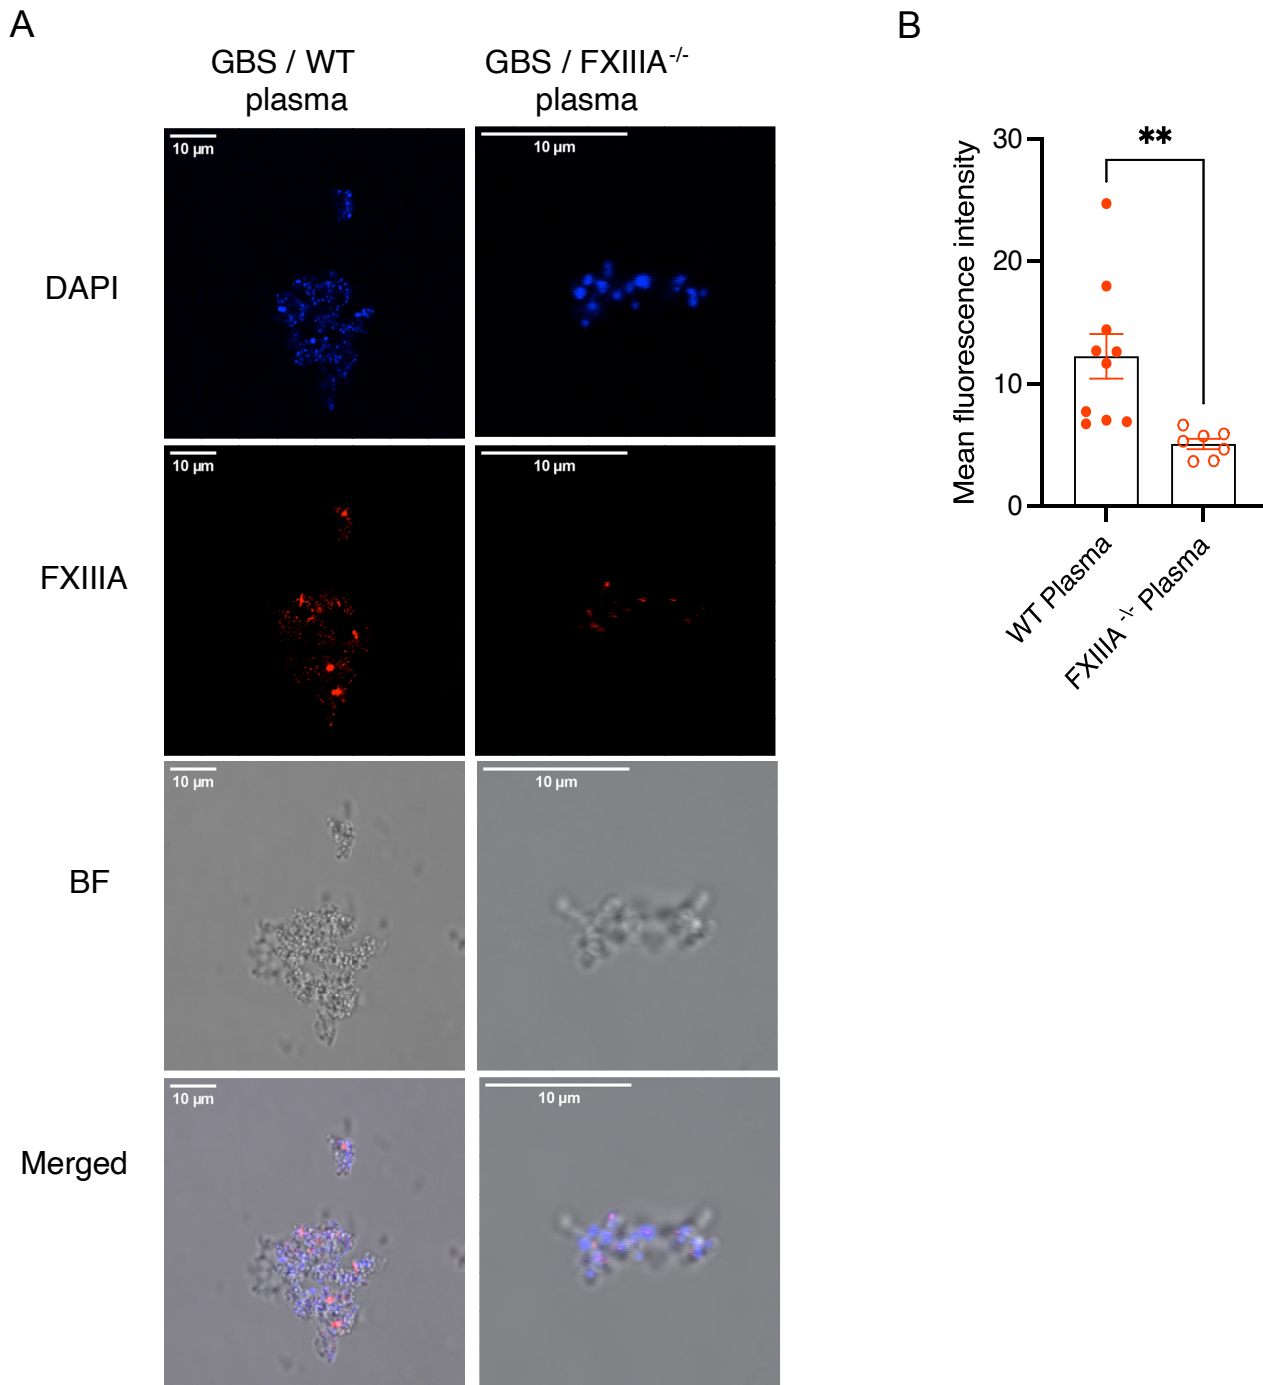 A
B
GBS / WT
plasma
GBS / FXIIIA-/-
plasma
DAPI
10 µm
10 µm
FXIIIA
10 µm
10 µm
BF
10 µm
10 µm
Merged
10 µm
10 µm
Mean fluorescence intensity
30
20
10
0
**
WT Plasma
FXIIIA -\- Plasma